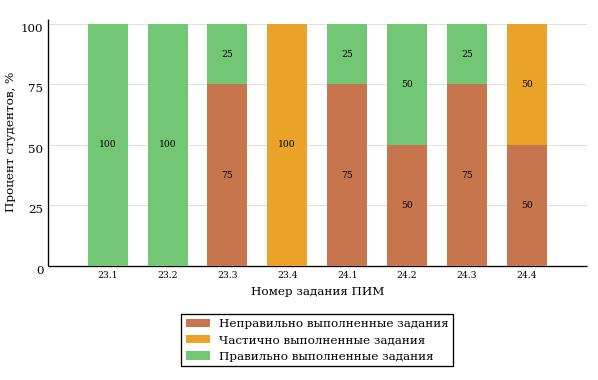 Процент студентов, %
100
75
50
25
0
25 25 50 25 50
100 100 75 100 75 50 75 50
23.1 23.2 23.3 23.4 24.1 24.2 24.3 24.4
Номер задания ПИМ
Неправильно выполненные задания
Частично выполненные задания
Правильно выполненные задания